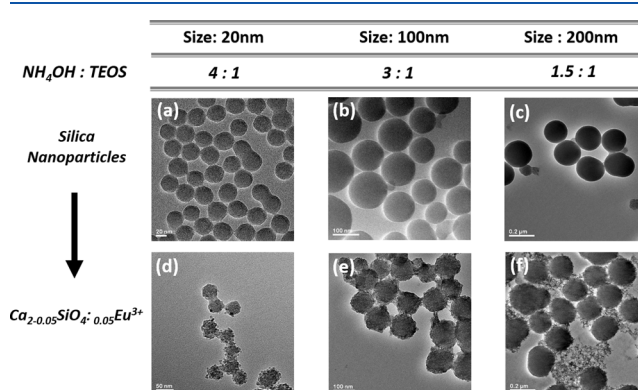 Size: 20nm Size: 100nm Size : 200nm
NH₄OH : TEOS 4 : 1 3 : 1 1.5 : 1
(a) (b) (c)
Silica
Nanoparticles
20 nm 100 nm 0.2 µm
(d) (e) (f)
Ca₂₋₀.₀₅SiO₄: ₀.₀₅Eu³⁺
50 nm 100 nm 0.2 µm